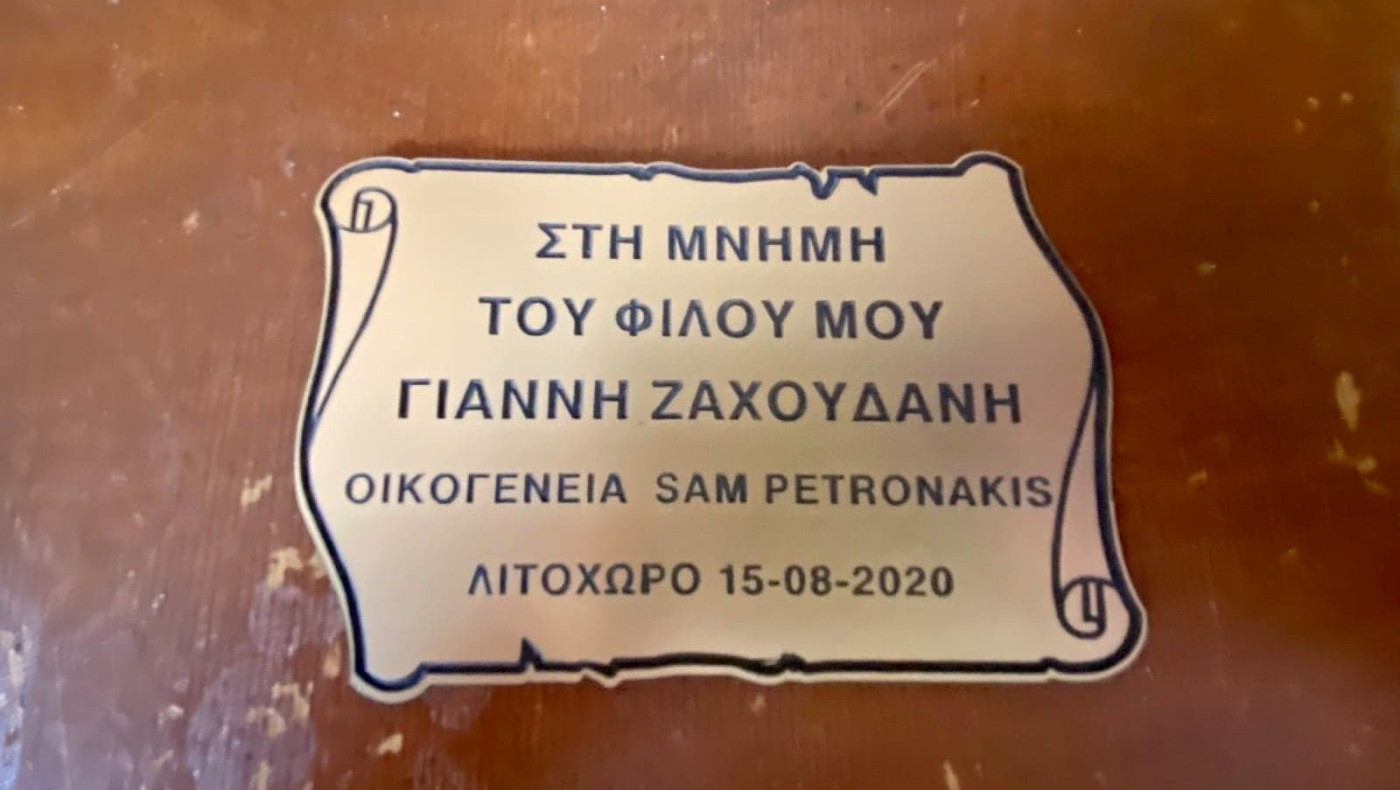 ΣΤΗ ΜΝΗΜΗ
ΤΟΥ ΦΙΛΟΥ ΜΟΥ
ΓΙΑΝΝΗ ΖΑΧΟΥΔΑΝΗ
ΟΙΚΟΓΕΝΕΙΑ SAM PETRONAKIS
ΛΙΤΟΧΩΡΟ 15-08-2020